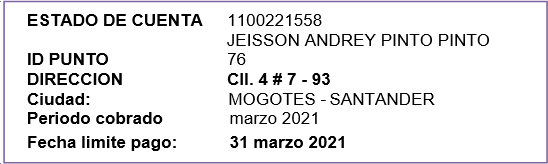 ESTADO DE CUENTA 1100221558
JEISSON ANDREY PINTO PINTO
ID PUNTO 76
DIRECCION Cll. 4 # 7 - 93
Ciudad: MOGOTES - SANTANDER
Periodo cobrado marzo 2021
Fecha limite pago: 31 marzo 2021